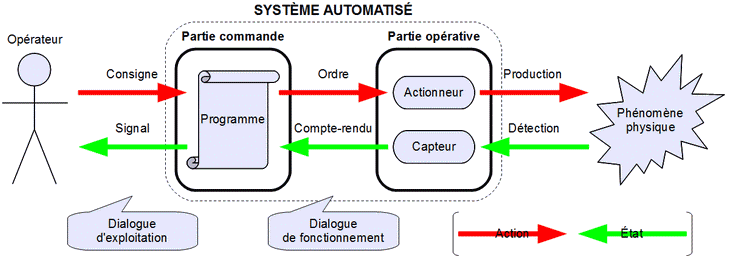 SYSTÈME AUTOMATISÉ
Opérateur
Partie commande
Partie opérative
Consigne
Ordre
Production
Programme
Actionneur
Phénomène
physique
Signal
Compte-rendu
Capteur
Détection
Dialogue
d'exploitation
Dialogue
de fonctionnement
Action
État